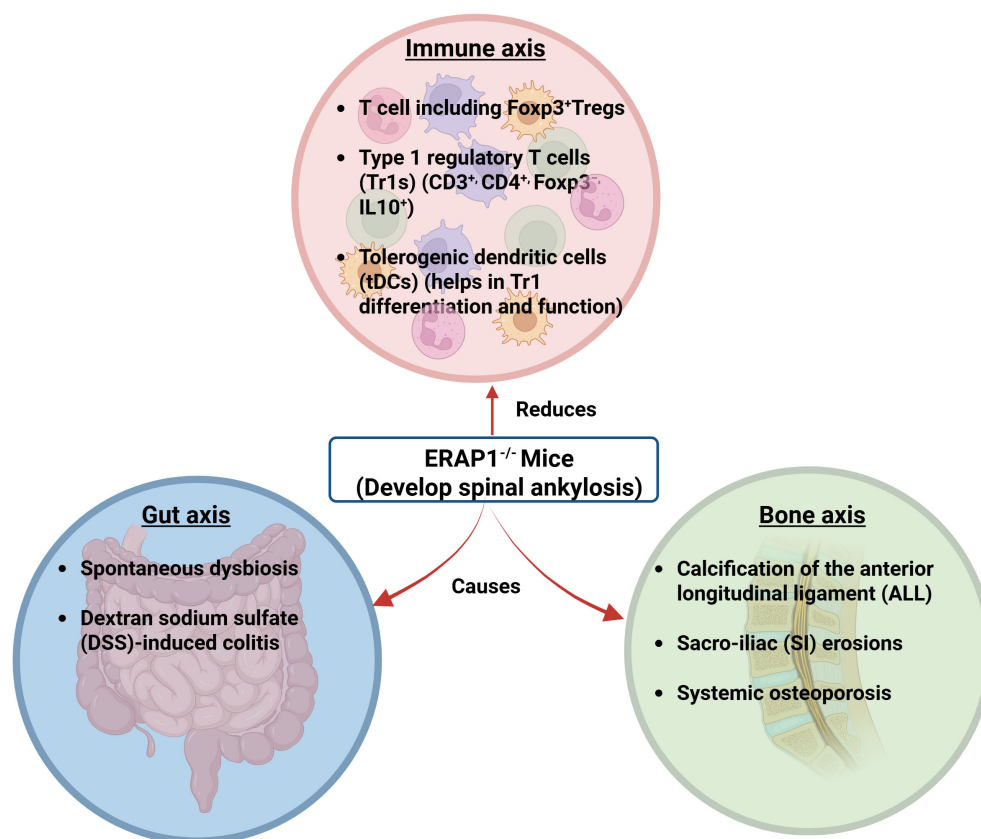 Immune axis
• T cell including Foxp3⁺Tregs
• Type 1 regulatory T cells
(Tr1s) (CD3⁺, CD4⁺, Foxp3⁻,
IL10⁺)
• Tolerogenic dendritic cells
(tDCs) (helps in Tr1
differentiation and function)
Reduces
ERAP1⁻/⁻ Mice
(Develop spinal ankylosis)
Causes
Gut axis
• Spontaneous dysbiosis
• Dextran sodium sulfate
(DSS)-induced colitis
Bone axis
• Calcification of the anterior
longitudinal ligament (ALL)
• Sacro-iliac (SI) erosions
• Systemic osteoporosis